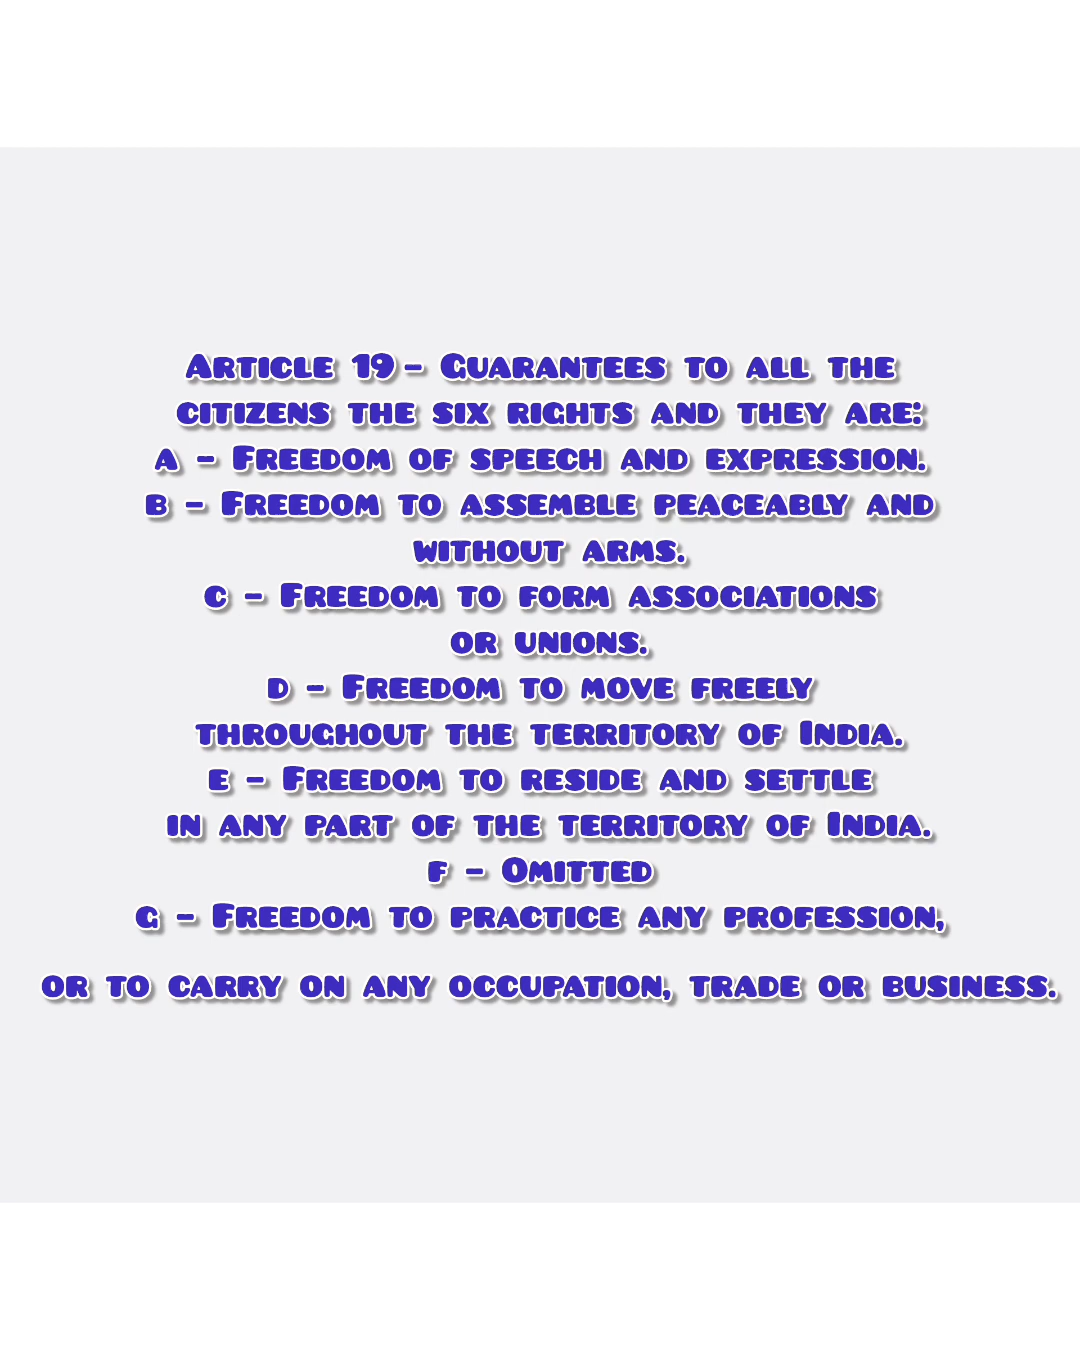 Article 19 - Guarantees to all the
citizens the six rights and they are:
a - Freedom of speech and expression.
b - Freedom to assemble peaceably and
without arms.
c - Freedom to form associations
or unions.
d - Freedom to move freely
throughout the territory of India.
e - Freedom to reside and settle
in any part of the territory of India.
f - Omitted
g - Freedom to practice any profession,
or to carry on any occupation, trade or business.